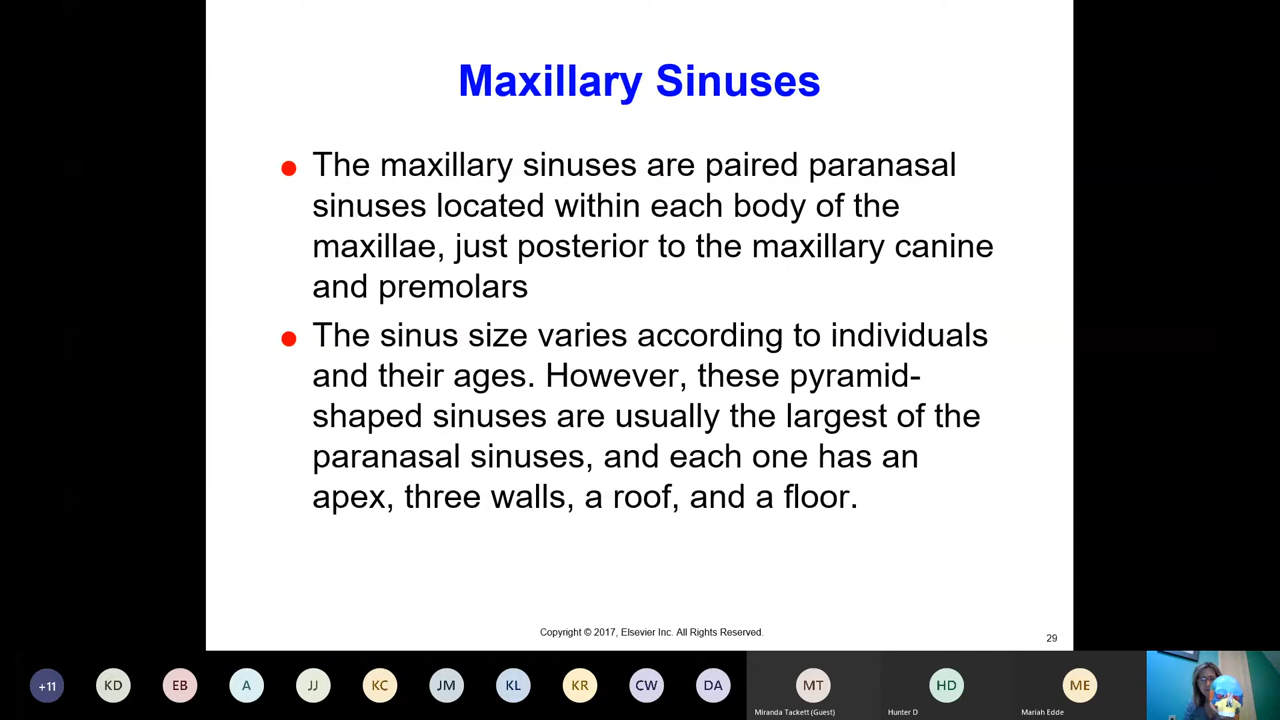 Maxillary Sinuses
The maxillary sinuses are paired paranasal
sinuses located within each body of the
maxillae, just posterior to the maxillary canine
and premolars
The sinus size varies according to individuals
and their ages. However, these pyramid-
shaped sinuses are usually the largest of the
paranasal sinuses, and each one has an
apex, three walls, a roof, and a floor.
Copyright © 2017, Elsevier Inc. All Rights Reserved.
29
+11 KD EB A JJ KC JM KL KR CW DA MT HD ME
Miranda Tackett (Guest) Hunter D Mariah Edde